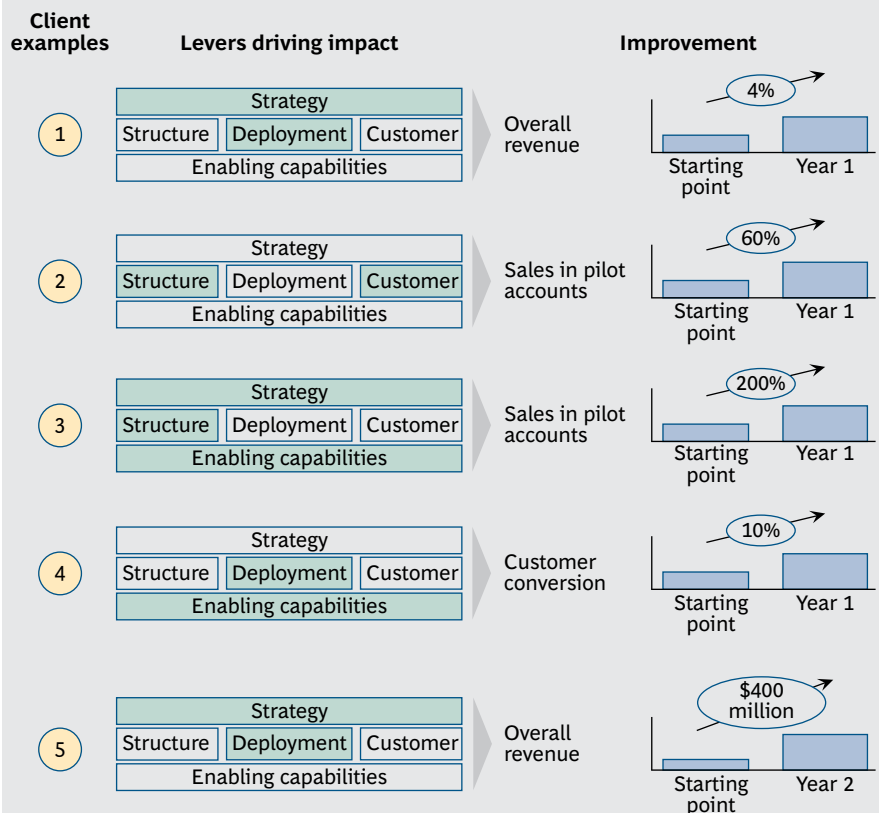 Client
examples
Levers driving impact
Improvement
1
Strategy
Structure
Deployment
Customer
Enabling capabilities
Overall
revenue
4%
Starting
point
Year 1
2
Strategy
Structure
Deployment
Customer
Enabling capabilities
Sales in pilot
accounts
60%
Starting
point
Year 1
3
Strategy
Structure
Deployment
Customer
Enabling capabilities
Sales in pilot
accounts
200%
Starting
point
Year 1
4
Strategy
Structure
Deployment
Customer
Enabling capabilities
Customer
conversion
10%
Starting
point
Year 1
5
Strategy
Structure
Deployment
Customer
Enabling capabilities
Overall
revenue
$400
million
Starting
point
Year 2